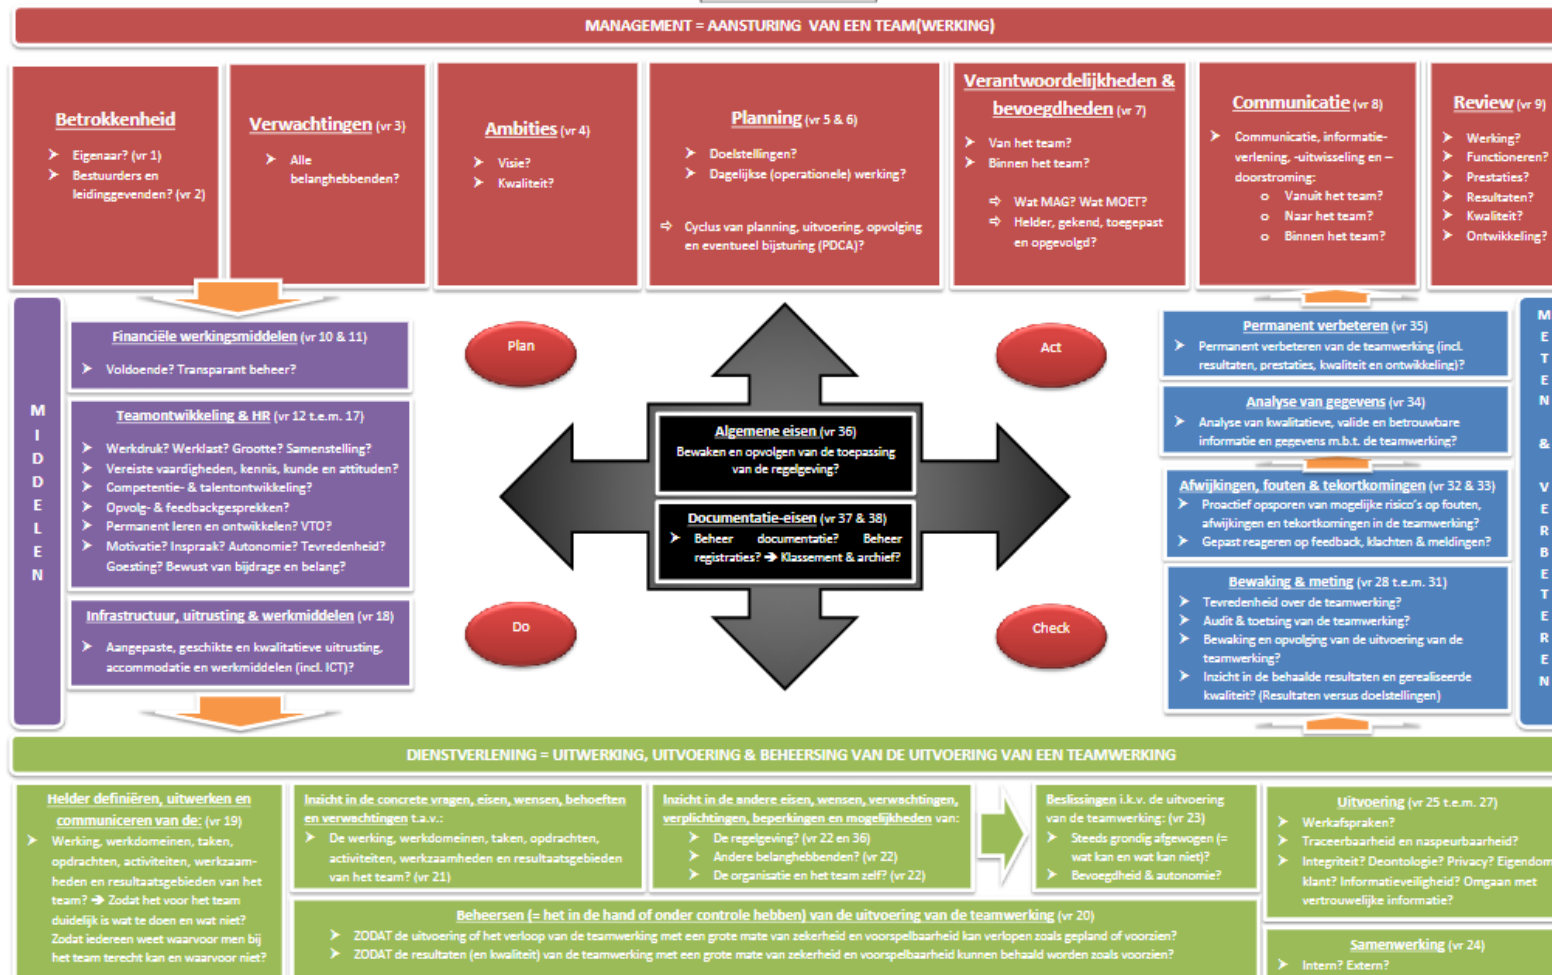 MANAGEMENT = AANSTURING VAN EEN TEAM(WERKING)
Betrokkenheid
➤ Eigenaar? (vr 1)
➤ Bestuurders en
leidinggevenden? (vr 2)
Verwachtingen (vr 3)
➤ Alle
belanghebbenden?
Ambities (vr 4)
➤ Visie?
➤ Kwaliteit?
Planning (vr 5 & 6)
➤ Doelstellingen?
➤ Dagelijkse (operationele) werking?
⇨ Cyclus van planning, uitvoering, opvolging
en eventueel bijsturing (PDCA)?
Verantwoordelijkheden &
bevoegdheden (vr 7)
➤ Van het team?
➤ Binnen het team?
⇨ Wat MAG? Wat MOET?
⇨ Helder, gekend, toegepast
en opgevolgd?
Communicatie (vr 8)
➤ Communicatie, informatie-
verlening, -uitwisseling en –
doorstroming:
o Vanuit het team?
o Naar het team?
o Binnen het team?
Review (vr 9)
➤ Werking?
➤ Functioneren?
➤ Prestaties?
➤ Resultaten?
➤ Kwaliteit?
➤ Ontwikkeling?
MIDDELEN
Financiële werkingsmiddelen (vr 10 & 11)
➤ Voldoende? Transparant beheer?
Teamontwikkeling & HR (vr 12 t.e.m. 17)
➤ Werkdruk? Werklast? Grootte? Samenstelling?
➤ Vereiste vaardigheden, kennis, kunde en attituden?
➤ Competentie- & talentontwikkeling?
➤ Opvolg- & feedbackgesprekken?
➤ Permanent leren en ontwikkelen? VTO?
➤ Motivatie? Inspraak? Autonomie? Tevredenheid?
Goesting? Bewust van bijdrage en belang?
Infrastructuur, uitrusting & werkmiddelen (vr 18)
➤ Aangepaste, geschikte en kwalitatieve uitrusting,
accommodatie en werkmiddelen (incl. ICT)?
Plan
Act
Do
Check
Algemene eisen (vr 36)
Bewaken en opvolgen van de toepassing
van de regelgeving?
Documentatie-eisen (vr 37 & 38)
➤ Beheer documentatie? Beheer
registraties? ➔ Klassement & archief?
Permanent verbeteren (vr 35)
➤ Permanent verbeteren van de teamwerking (incl.
resultaten, prestaties, kwaliteit en ontwikkeling)?
Analyse van gegevens (vr 34)
➤ Analyse van kwalitatieve, valide en betrouwbare
informatie en gegevens m.b.t. de teamwerking?
Afwijkingen, fouten & tekortkomingen (vr 32 & 33)
➤ Proactief opsporen van mogelijke risico's op fouten,
afwijkingen en tekortkomingen in de teamwerking?
➤ Gepast reageren op feedback, klachten & meldingen?
Bewaking & meting (vr 28 t.e.m. 31)
➤ Tevredenheid over de teamwerking?
➤ Audit & toetsing van de teamwerking?
➤ Bewaking en opvolging van de uitvoering van de
teamwerking?
➤ Inzicht in de behaalde resultaten en gerealiseerde
kwaliteit? (Resultaten versus doelstellingen)
METEN & VERBETEREN
DIENSTVERLENING = UITWERKING, UITVOERING & BEHEERSING VAN DE UITVOERING VAN EEN TEAMWERKING
Helder definiëren, uitwerken en
communiceren van de: (vr 19)
➤ Werking, werkdomeinen, taken,
opdrachten, activiteiten, werkzaam-
heden en resultaatsgebieden van het
team? ➔ Zodat het voor het team
duidelijk is wat te doen en wat niet?
Zodat iedereen weet waarvoor men bij
het team terecht kan en waarvoor niet?
Inzicht in de concrete vragen, eisen, wensen, behoeften
en verwachtingen t.a.v.:
➤ De werking, werkdomeinen, taken, opdrachten,
activiteiten, werkzaamheden en resultaatsgebieden
van het team? (vr 21)
Inzicht in de andere eisen, wensen, verwachtingen,
verplichtingen, beperkingen en mogelijkheden van:
➤ De regelgeving? (vr 22 en 36)
➤ Andere belanghebbenden? (vr 22)
➤ De organisatie en het team zelf? (vr 22)
Beslissingen i.k.v. de uitvoering
van de teamwerking: (vr 23)
➤ Steeds grondig afgewogen (=
wat kan en wat kan niet)?
➤ Bevoegdheid & autonomie?
Uitvoering (vr 25 t.e.m. 27)
➤ Werkafspraken?
➤ Traceerbaarheid en naspeurbaarheid?
➤ Integriteit? Deontologie? Privacy? Eigendom
klant? Informatieveiligheid? Omgaan met
vertrouwelijke informatie?
Beheersen (= het in de hand of onder controle hebben) van de uitvoering van de teamwerking (vr 20)
➤ ZODAT de uitvoering of het verloop van de teamwerking met een grote mate van zekerheid en voorspelbaarheid kan verlopen zoals gepland of voorzien?
➤ ZODAT de resultaten (en kwaliteit) van de teamwerking met een grote mate van zekerheid en voorspelbaarheid kunnen behaald worden zoals voorzien?
Samenwerking (vr 24)
➤ Intern? Extern?